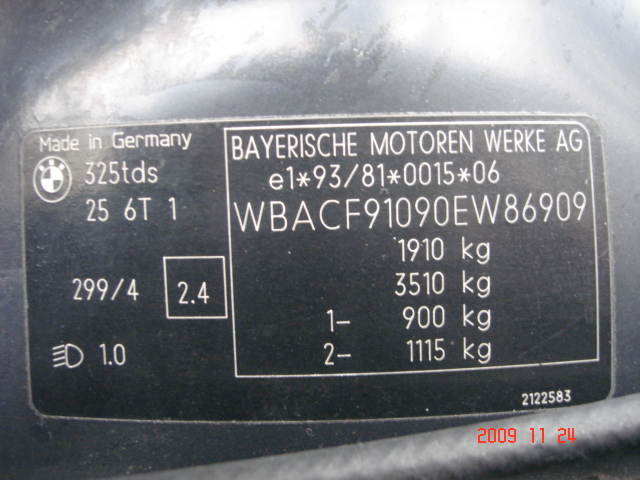 Made in Germany
BMW
325tds
25 6T 1
299/4
2.4
1.0
BAYERISCHE MOTOREN WERKE AG
e1*93/81*0015*06
WBACF91090EW86909
1910 kg
3510 kg
1- 900 kg
2- 1115 kg
2122583
2009 11 24